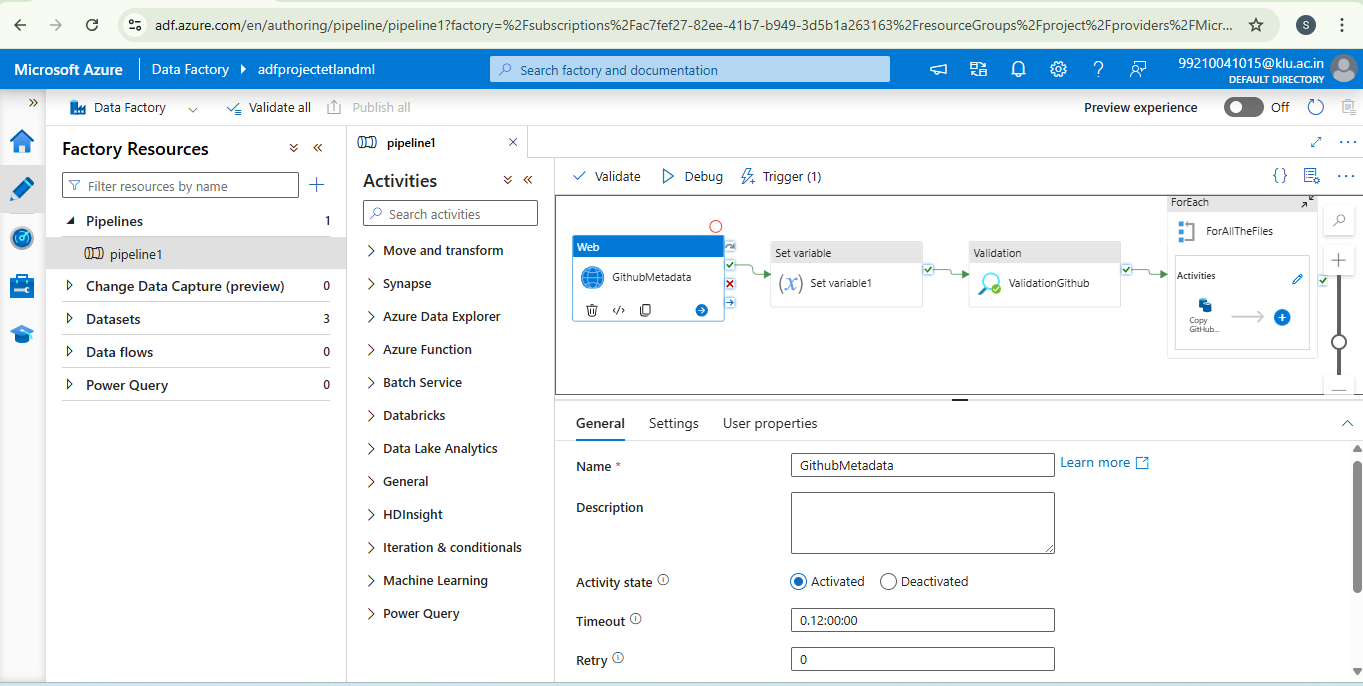 adf.azure.com/en/authoring/pipeline/pipeline1?factory=%2Fsubscriptions%2Fac7fef27-82ee-41b7-b949-3d5b1a263163%2FresourceGroups%2Fproject%2Fproviders%2FMicr...
S
Microsoft Azure
Data Factory
adfprojectetlandml
Search factory and documentation
99210041015@klu.ac.in
DEFAULT DIRECTORY
Data Factory
Validate all
Publish all
Preview experience
Off
Factory Resources
Filter resources by name
Pipelines 1
pipeline1
Change Data Capture (preview) 0
Datasets 3
Data flows 0
Power Query 0
pipeline1
Activities
Search activities
Move and transform
Synapse
Azure Data Explorer
Azure Function
Batch Service
Databricks
Data Lake Analytics
General
HDInsight
Iteration & conditionals
Machine Learning
Power Query
Validate
Debug
Trigger (1)
{}
Web
GithubMetadata
</>
Set variable
(x)
Set variable1
Validation
ValidationGithub
ForEach
ForAllTheFiles
Activities
Copy
GitHub...
General
Settings
User properties
Name *
GithubMetadata
Learn more
Description
Activity state
Activated
Deactivated
Timeout
0.12:00:00
Retry
0